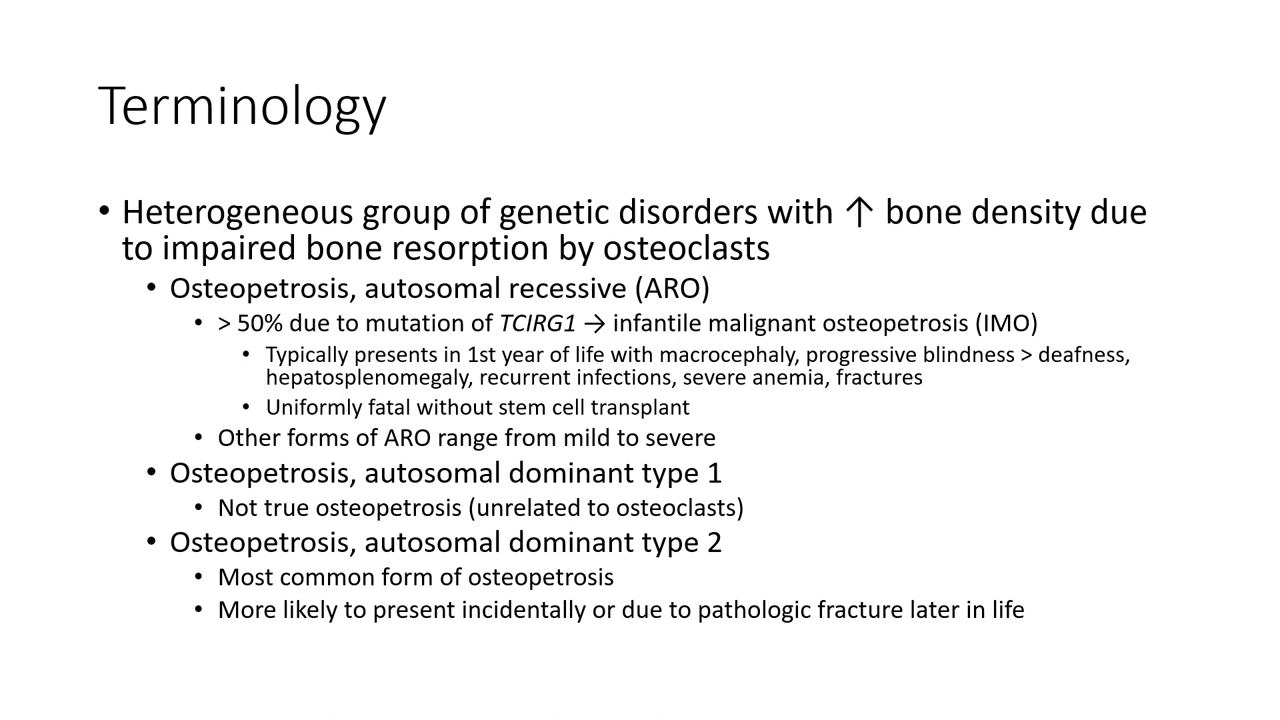 Terminology
• Heterogeneous group of genetic disorders with ↑ bone density due
to impaired bone resorption by osteoclasts
• Osteopetrosis, autosomal recessive (ARO)
• > 50% due to mutation of TCIRG1 → infantile malignant osteopetrosis (IMO)
• Typically presents in 1st year of life with macrocephaly, progressive blindness > deafness,
hepatosplenomegaly, recurrent infections, severe anemia, fractures
• Uniformly fatal without stem cell transplant
• Other forms of ARO range from mild to severe
• Osteopetrosis, autosomal dominant type 1
• Not true osteopetrosis (unrelated to osteoclasts)
• Osteopetrosis, autosomal dominant type 2
• Most common form of osteopetrosis
• More likely to present incidentally or due to pathologic fracture later in life